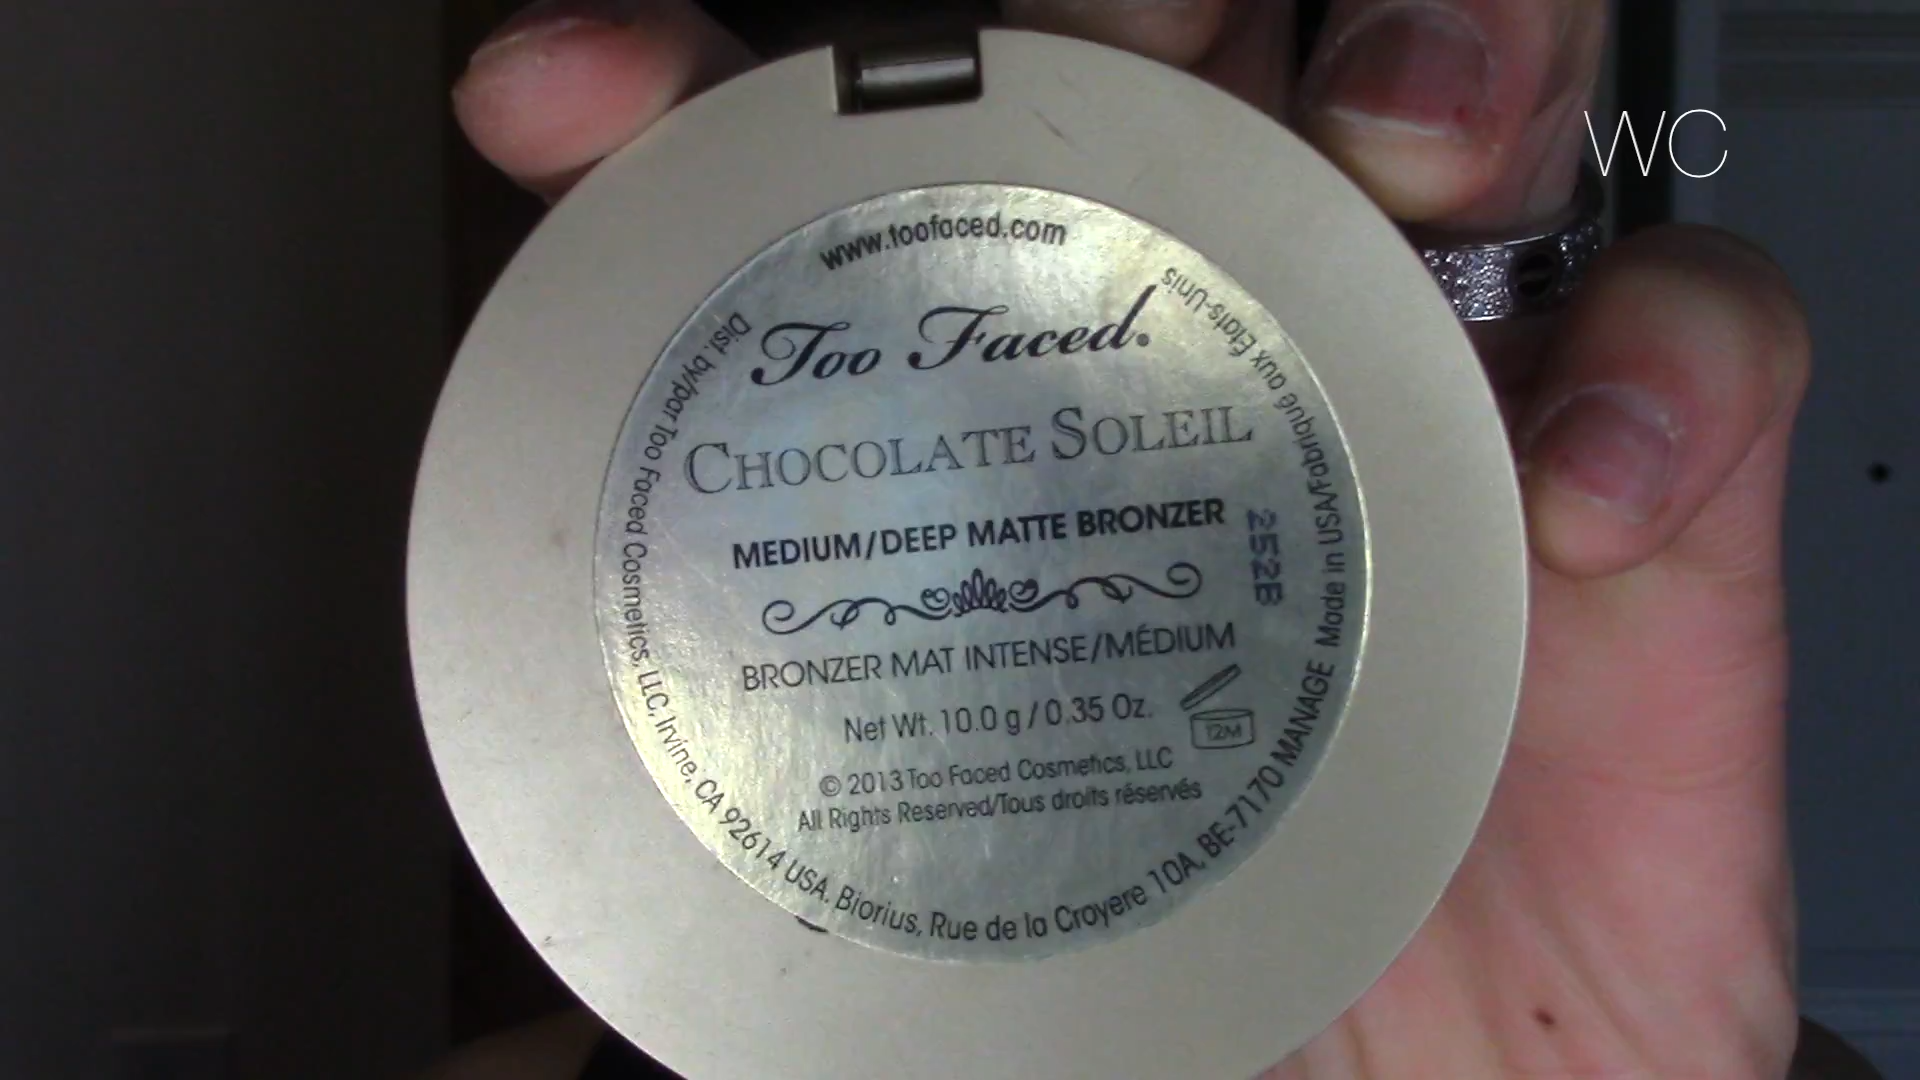 WC
www.toofaced.com
Too Faced.
CHOCOLATE SOLEIL
MEDIUM/DEEP MATTE BRONZER
252B
BRONZER MAT INTENSE/MÉDIUM
Net Wt. 10.0 g / 0.35 Oz.
12M
© 2013 Too Faced Cosmetics, LLC
All Rights Reserved/Tous droits réservés
Dist. by/par Too Faced Cosmetics, LLC, Irvine, CA 92614 USA. Biorius, Rue de la Croyere 10A, BE-7170 MANAGE Made in USA/Fabriqué aux États-Unis